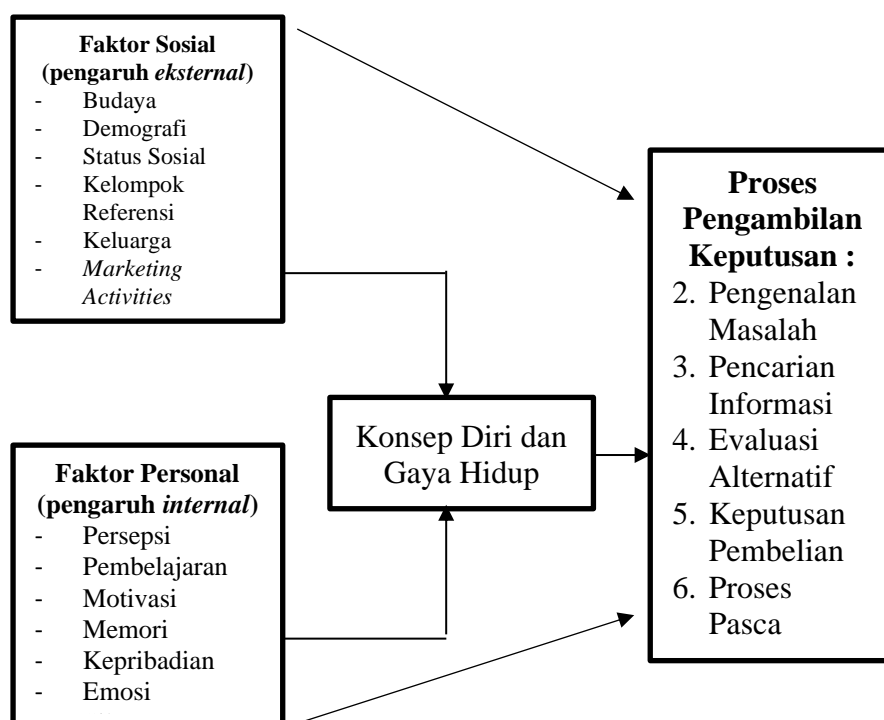 Faktor Sosial
(pengaruh eksternal)
- Budaya
- Demografi
- Status Sosial
- Kelompok
Referensi
- Keluarga
- Marketing
Activities
Konsep Diri dan
Gaya Hidup
Faktor Personal
(pengaruh internal)
- Persepsi
- Pembelajaran
- Motivasi
- Memori
- Kepribadian
- Emosi
-
Proses
Pengambilan
Keputusan :
2. Pengenalan
Masalah
3. Pencarian
Informasi
4. Evaluasi
Alternatif
5. Keputusan
Pembelian
6. Proses
Pasca